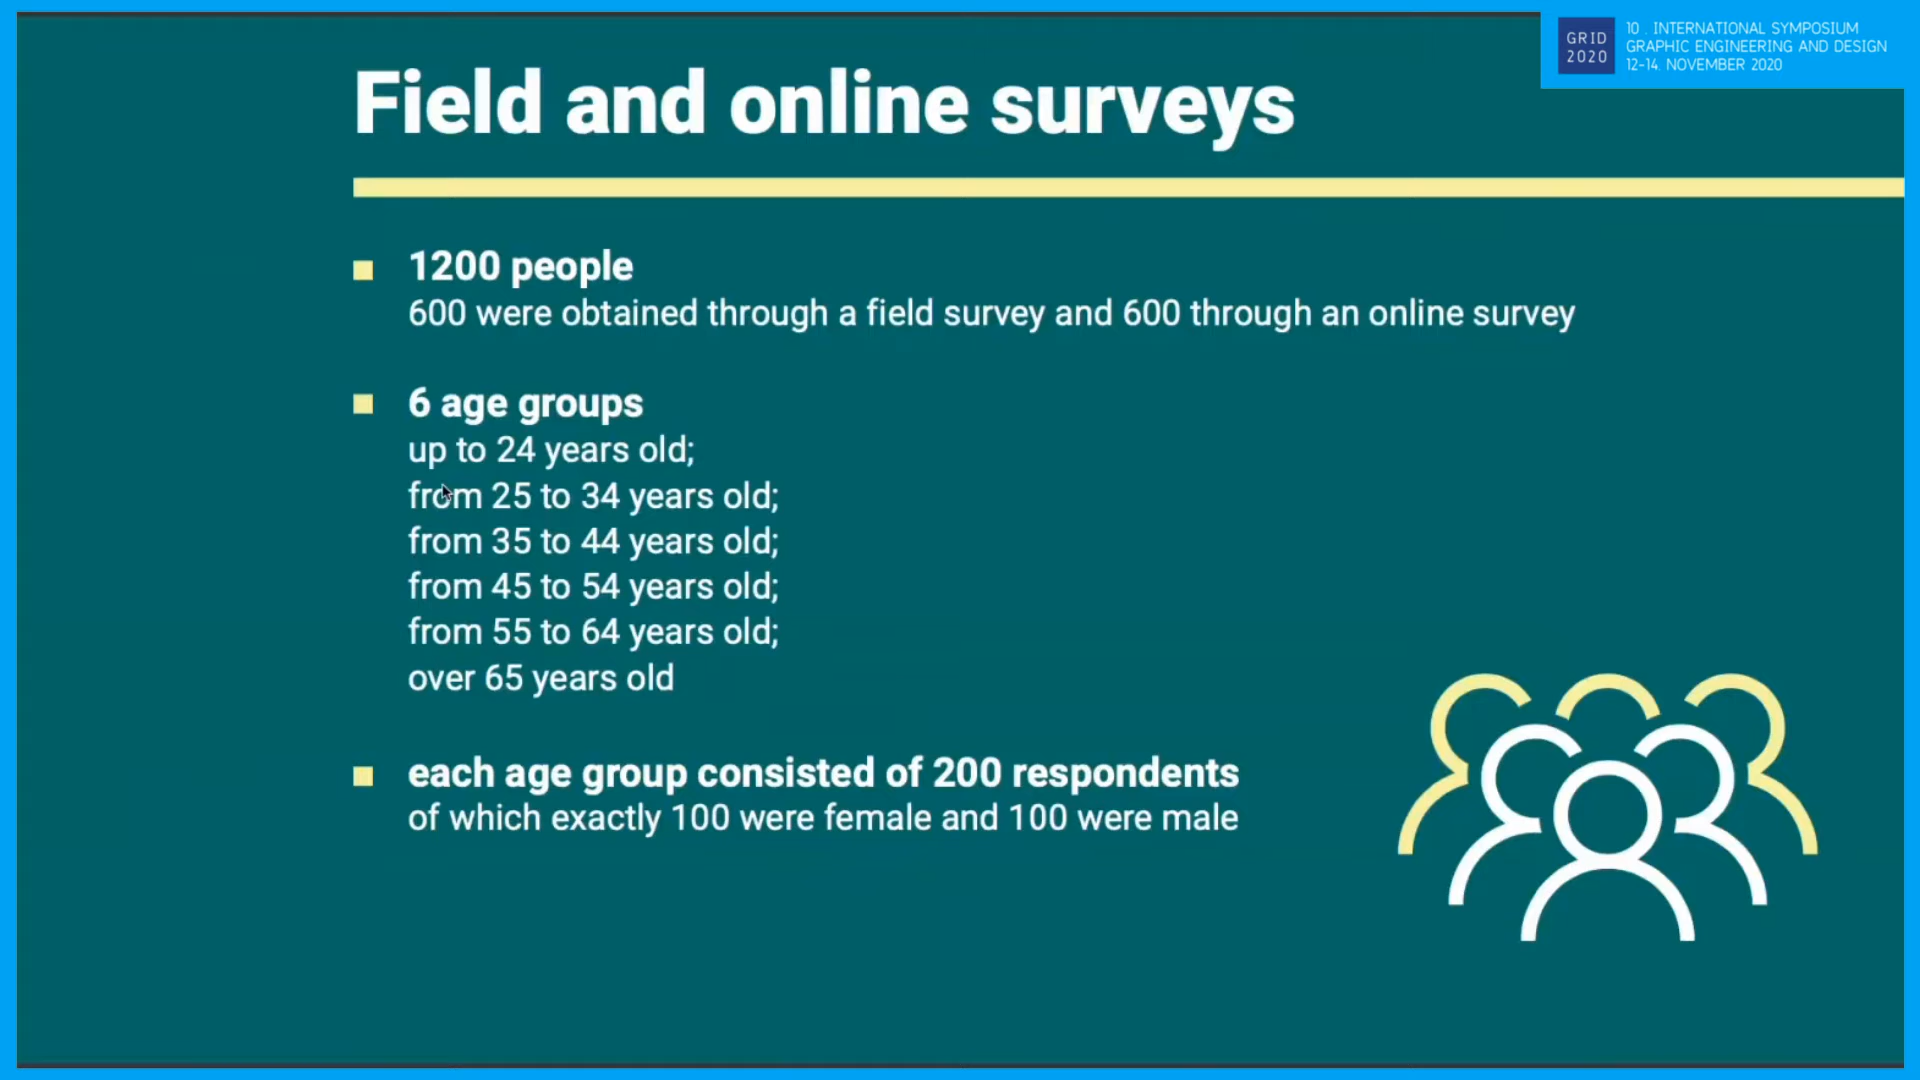 GRID
2020
10 . INTERNATIONAL SYMPOSIUM
GRAPHIC ENGINEERING AND DESIGN
12-14. NOVEMBER 2020
Field and online surveys
1200 people
600 were obtained through a field survey and 600 through an online survey
6 age groups
up to 24 years old;
from 25 to 34 years old;
from 35 to 44 years old;
from 45 to 54 years old;
from 55 to 64 years old;
over 65 years old
each age group consisted of 200 respondents
of which exactly 100 were female and 100 were male